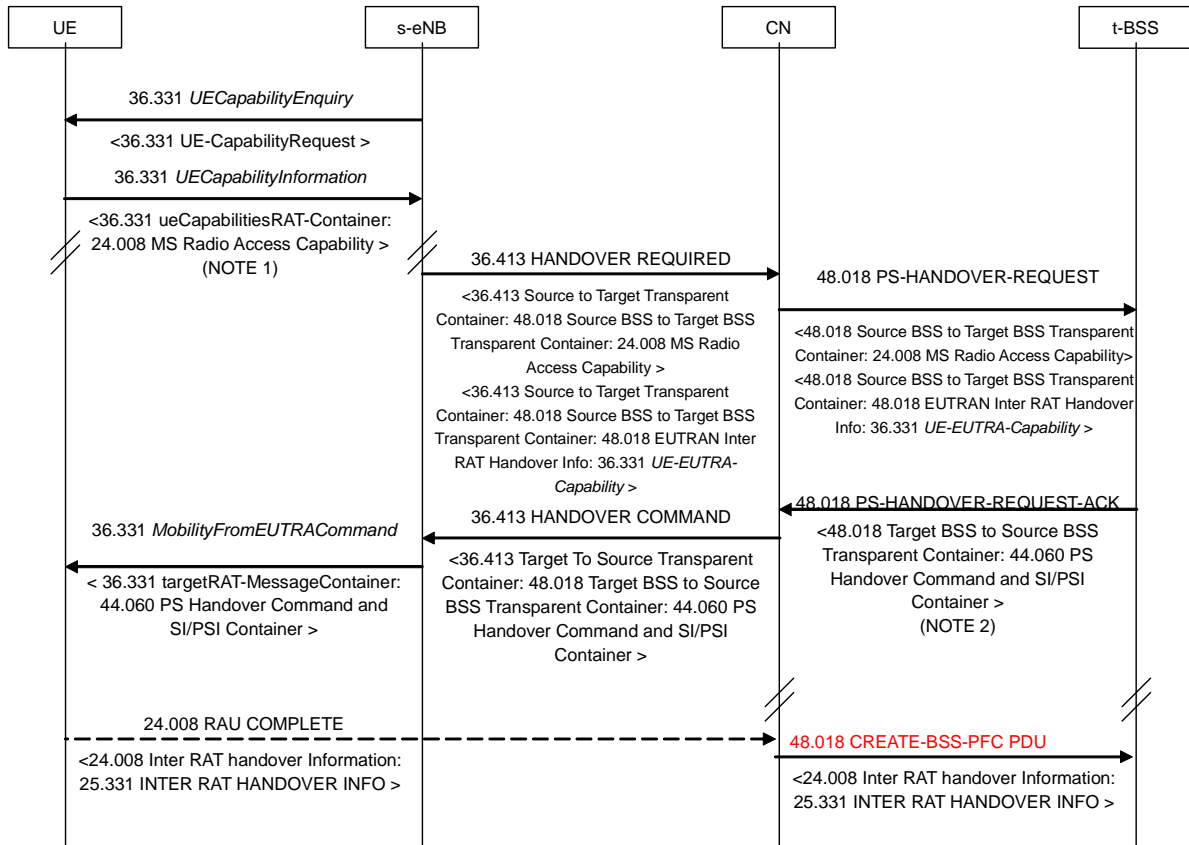 UE
s-eNB
CN
t-BSS
36.331 UECapabilityEnquiry
<36.331 UE-CapabilityRequest >
36.331 UECapabilityInformation
<36.331 ueCapabilitiesRAT-Container:
24.008 MS Radio Access Capability >
(NOTE 1)
36.413 HANDOVER REQUIRED
<36.413 Source to Target Transparent
Container: 48.018 Source BSS to Target BSS
Transparent Container: 24.008 MS Radio
Access Capability >
<36.413 Source to Target Transparent
Container: 48.018 Source BSS to Target BSS
Transparent Container: 48.018 EUTRAN Inter
RAT Handover Info: 36.331 UE-EUTRA-
Capability >
48.018 PS-HANDOVER-REQUEST
<48.018 Source BSS to Target BSS Transparent
Container: 24.008 MS Radio Access Capability>
<48.018 Source BSS to Target BSS Transparent
Container: 48.018 EUTRAN Inter RAT Handover
Info: 36.331 UE-EUTRA-Capability >
48.018 PS-HANDOVER-REQUEST-ACK
<48.018 Target BSS to Source BSS
Transparent Container: 44.060 PS
Handover Command and SI/PSI
Container >
(NOTE 2)
36.413 HANDOVER COMMAND
<36.413 Target To Source Transparent
Container: 48.018 Target BSS to Source
BSS Transparent Container: 44.060 PS
Handover Command and SI/PSI
Container >
36.331 MobilityFromEUTRACommand
< 36.331 targetRAT-MessageContainer:
44.060 PS Handover Command and
SI/PSI Container >
24.008 RAU COMPLETE
<24.008 Inter RAT handover Information:
25.331 INTER RAT HANDOVER INFO >
48.018 CREATE-BSS-PFC PDU
<24.008 Inter RAT handover Information:
25.331 INTER RAT HANDOVER INFO >